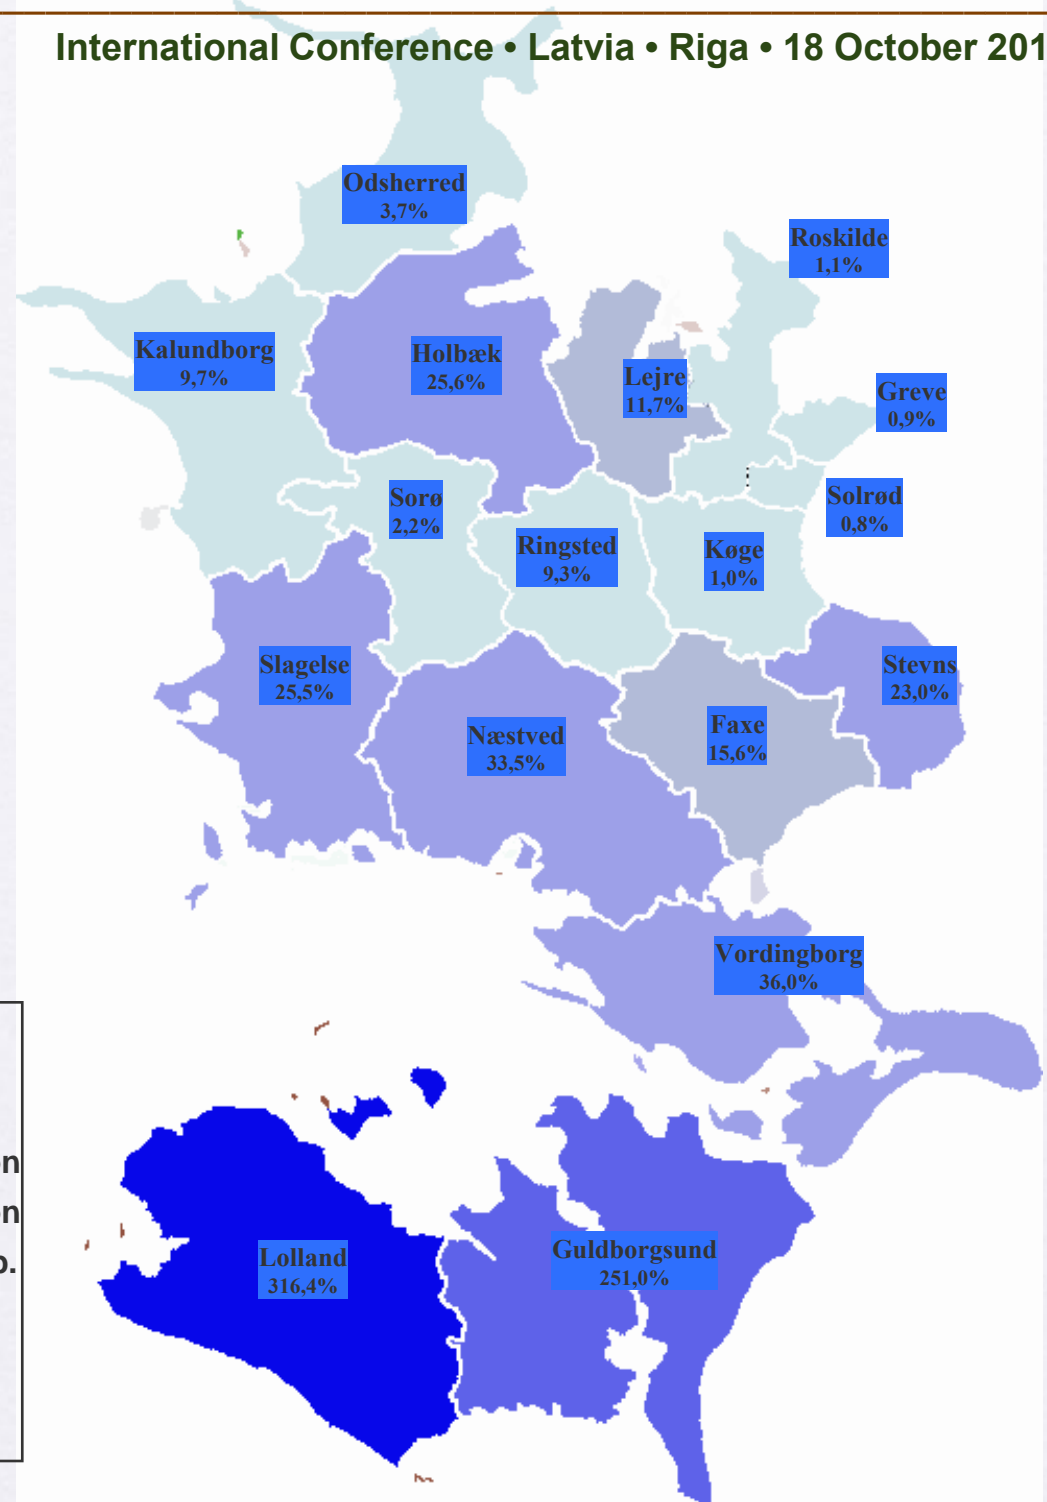 International Conference • Latvia • Riga • 18 October 201
Odsherred
3,7%
Roskilde
1,1%
Kalundborg
9,7%
Holbæk
25,6%
Lejre
11,7%
Greve
0,9%
Sorø
2,2%
Solrød
0,8%
Ringsted
9,3%
Køge
1,0%
Slagelse
25,5%
Stevns
23,0%
Næstved
33,5%
Faxe
15,6%
Vordingborg
36,0%
on
on
Lolland
316,4%
Guldborgsund
251,0%